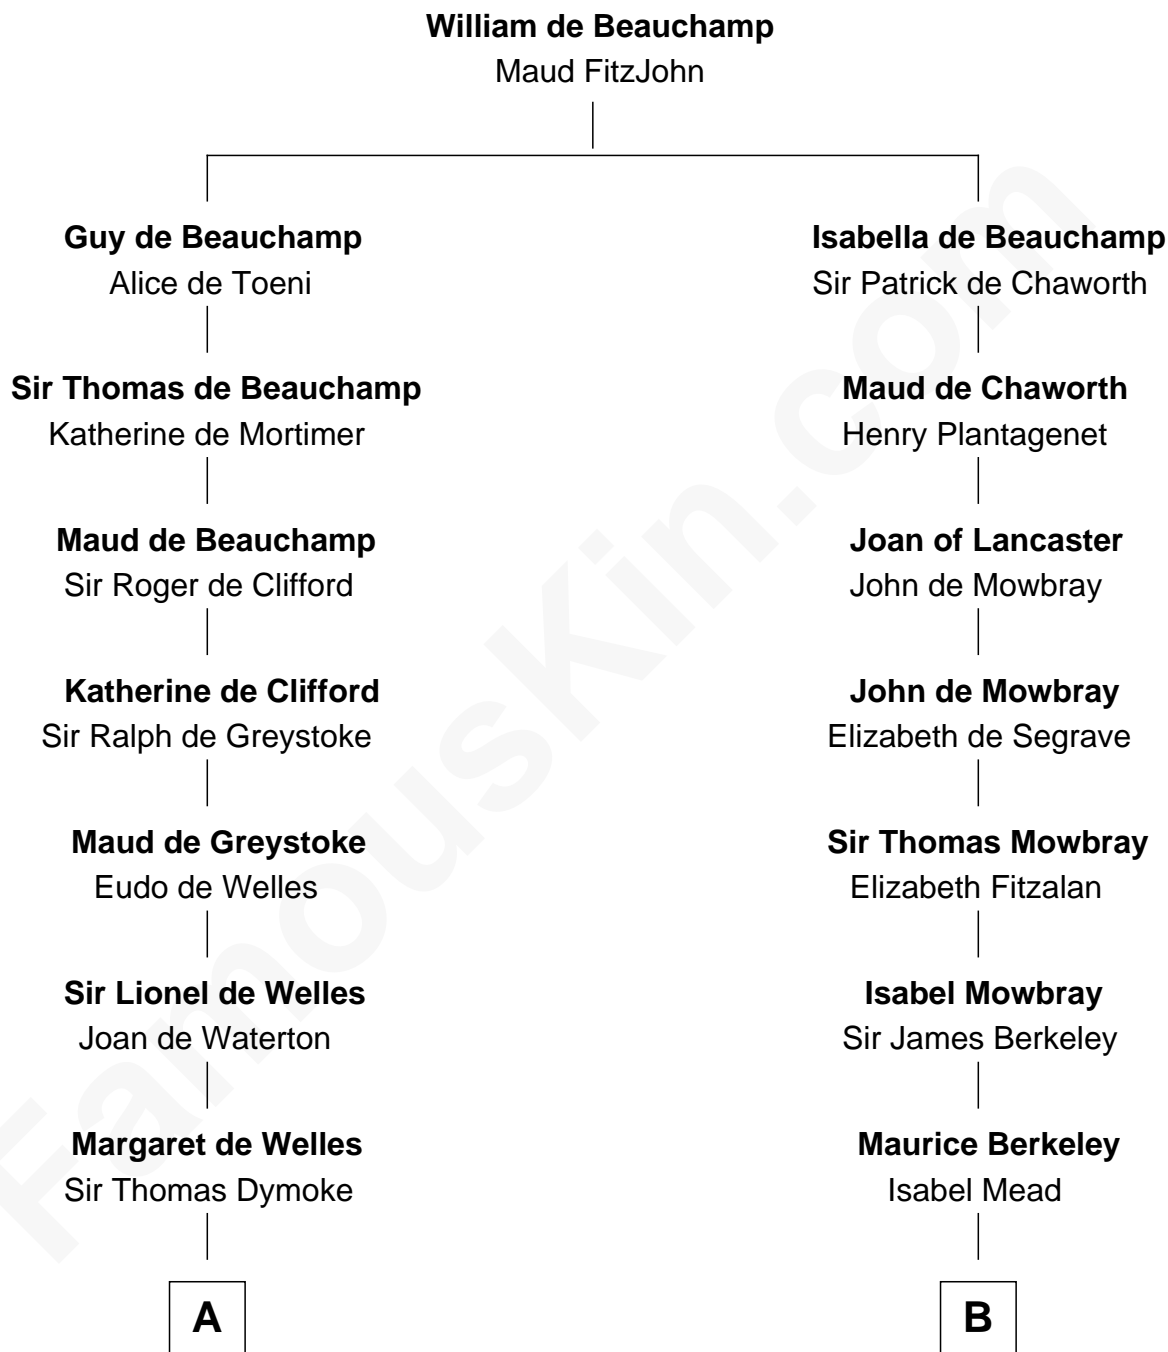 William de Beauchamp
Maud FitzJohn
Guy de Beauchamp
Alice de Toeni
Sir Thomas de Beauchamp
Katherine de Mortimer
Maud de Beauchamp
Sir Roger de Clifford
Katherine de Clifford
Sir Ralph de Greystoke
Maud de Greystoke
Eudo de Welles
Sir Lionel de Welles
Joan de Waterton
Margaret de Welles
Sir Thomas Dymoke
A
Isabella de Beauchamp
Sir Patrick de Chaworth
Maud de Chaworth
Henry Plantagenet
Joan of Lancaster
John de Mowbray
John de Mowbray
Elizabeth de Segrave
Sir Thomas Mowbray
Elizabeth Fitzalan
Isabel Mowbray
Sir James Berkeley
Maurice Berkeley
Isabel Mead
B
FamousKin.com